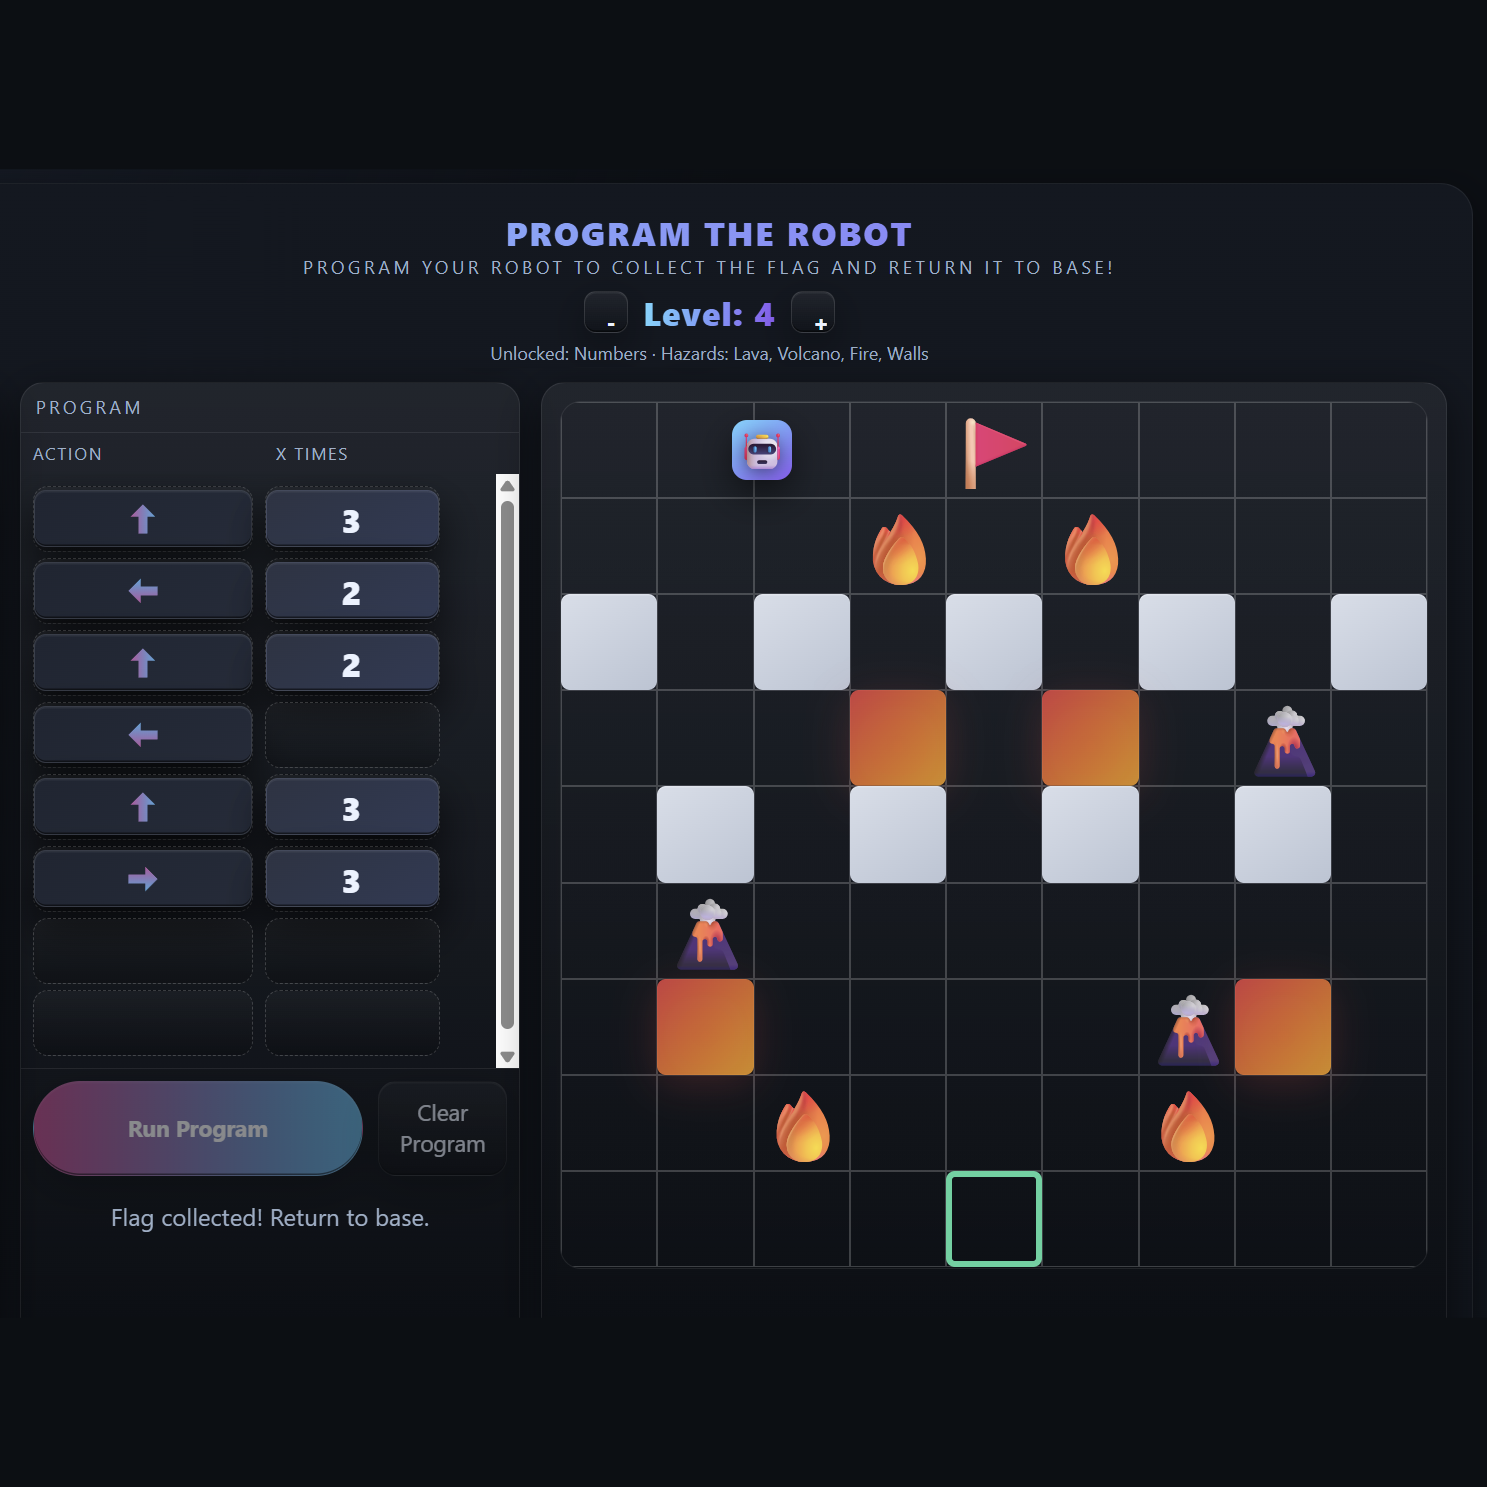 PROGRAM THE ROBOT
PROGRAM YOUR ROBOT TO COLLECT THE FLAG AND RETURN IT TO BASE!
- Level: 4 +
Unlocked: Numbers · Hazards: Lava, Volcano, Fire, Walls
PROGRAM
ACTION X TIMES
3
2
2
3
3
Run Program
Clear
Program
Flag collected! Return to base.